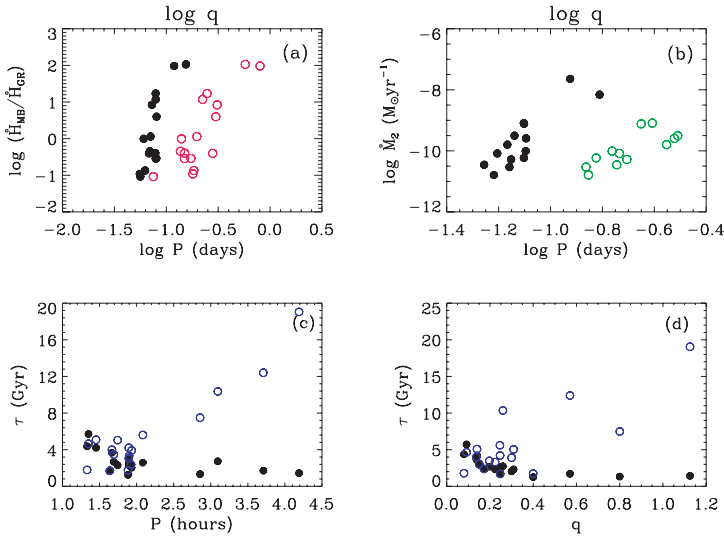 log q log q
3
2
1
0
−1
−2
log (H̊MB/H̊GR)
(a)
−2.0 −1.5 −1.0 −0.5 0.0 0.5
log P (days)
−6
−8
−10
−12
log M̊2 (M⊙yr−1)
(b)
−1.4 −1.2 −1.0 −0.8 −0.6 −0.4
log P (days)
20
16
12
8
4
0
τ (Gyr)
(c)
1.0 1.5 2.0 2.5 3.0 3.5 4.0 4.5
P (hours)
25
20
15
10
5
0
τ (Gyr)
(d)
0.0 0.2 0.4 0.6 0.8 1.0 1.2
q